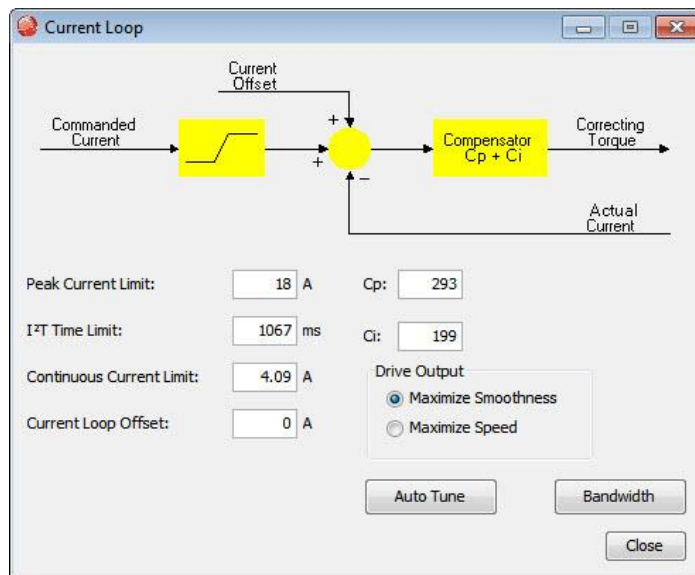 Current Loop
Current
Offset
Commanded
Current
+
+
−
Compensator
Cp + Ci
Correcting
Torque
Actual
Current
Peak Current Limit: 18 A Cp: 293
I²T Time Limit: 1067 ms Ci: 199
Continuous Current Limit: 4.09 A
Drive Output
Maximize Smoothness
Current Loop Offset: 0 A
Maximize Speed
Auto Tune Bandwidth
Close